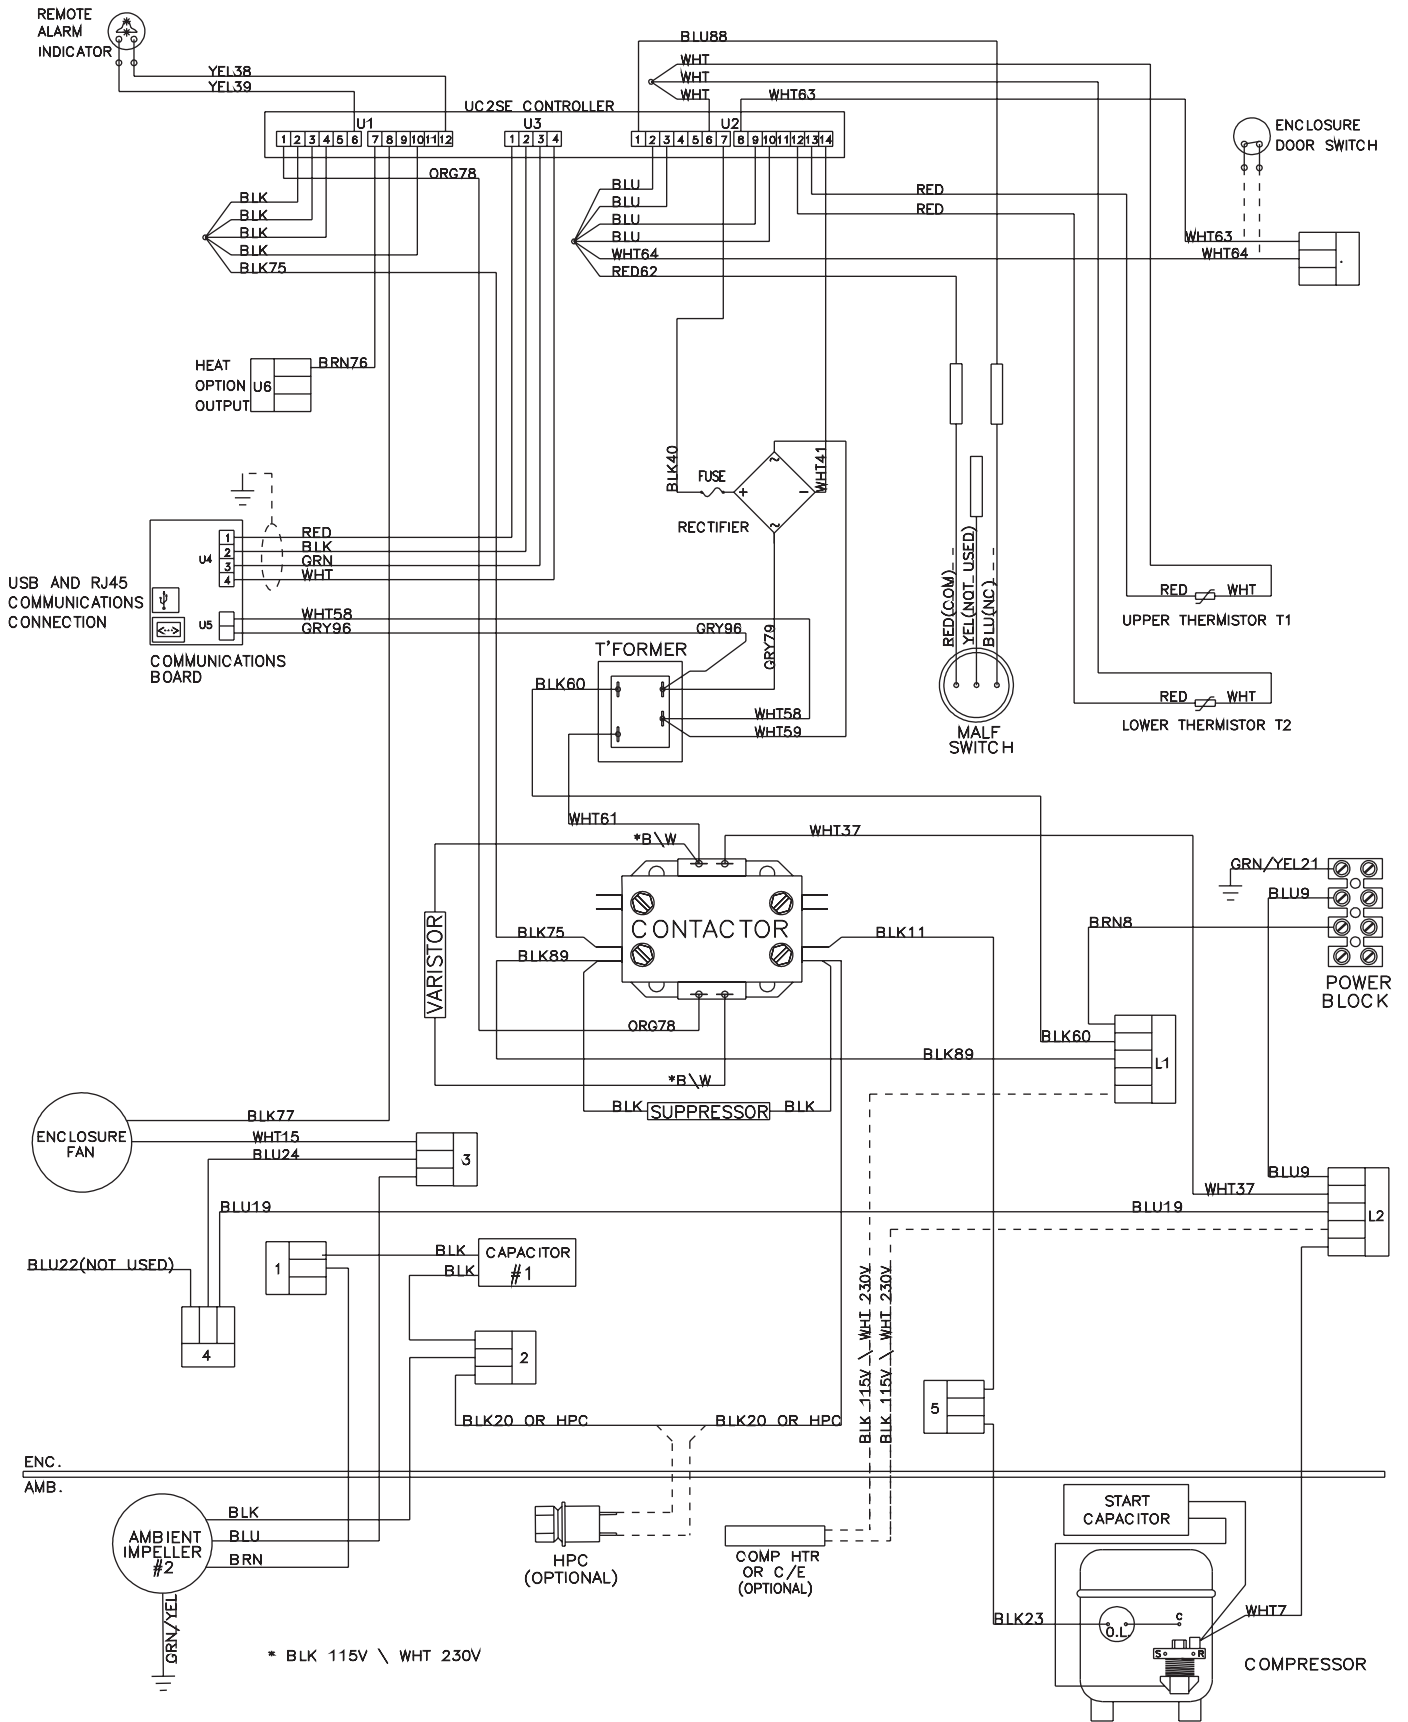 REMOTE
ALARM
INDICATOR
YEL38
YEL39
BLU88
WHT
WHT
WHT
WHT63
UC2SE CONTROLLER
U1
U3
U2
1 2 3 4 5 6 7 8 9 10 11 12
1 2 3 4
1 2 3 4 5 6 7 8 9 10 11 12 13 14
ENCLOSURE
DOOR SWITCH
ORG78
BLK
BLK
BLK
BLK
BLK75
BLU
BLU
BLU
BLU
WHT64
RED62
RED
RED
WHT63
WHT64
HEAT
OPTION
OUTPUT
U6
BRN76
BLK40
FUSE
+
-
~
~
WHT41
RECTIFIER
1
2
3
4
U4
RED
BLK
GRN
WHT
USB AND RJ45
COMMUNICATIONS
CONNECTION
U5
<··>
WHT58
GRY96
COMMUNICATIONS
BOARD
GRY96
GRY79
T'FORMER
BLK60
WHT58
WHT59
RED(COM)
YEL(NOT USED)
BLU(NC)
MALF
SWITCH
RED
WHT
UPPER THERMISTOR T1
RED
WHT
LOWER THERMISTOR T2
WHT61
*B\W
WHT37
VARISTOR
CONTACTOR
BLK75
BLK89
BLK11
GRN/YEL21
BLU9
BRN8
POWER
BLOCK
ORG78
BLK60
BLK89
L1
*B\W
BLK
SUPPRESSOR
BLK
ENCLOSURE
FAN
BLK77
WHT15
BLU24
3
BLU9
WHT37
BLU19
BLU19
L2
BLU22(NOT USED)
1
BLK
BLK
CAPACITOR
#1
4
2
BLK 115V \ WHT 230V
BLK 115V \ WHT 230V
5
BLK20 OR HPC
BLK20 OR HPC
ENC.
AMB.
BLK
BLU
BRN
AMBIENT
IMPELLER
#2
GRN/YEL
HPC
(OPTIONAL)
COMP HTR
OR C/E
(OPTIONAL)
START
CAPACITOR
BLK23
O.L.
C
S
R
WHT7
COMPRESSOR
* BLK 115V \ WHT 230V